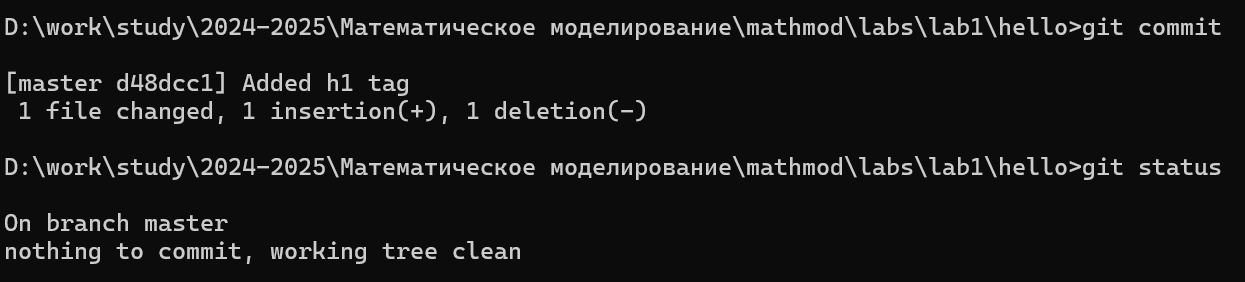 D:\work\study\2024-2025\Математическое моделирование\mathmod\labs\lab1\hello>git commit
[master d48dcc1] Added h1 tag
 1 file changed, 1 insertion(+), 1 deletion(-)
D:\work\study\2024-2025\Математическое моделирование\mathmod\labs\lab1\hello>git status
On branch master
nothing to commit, working tree clean